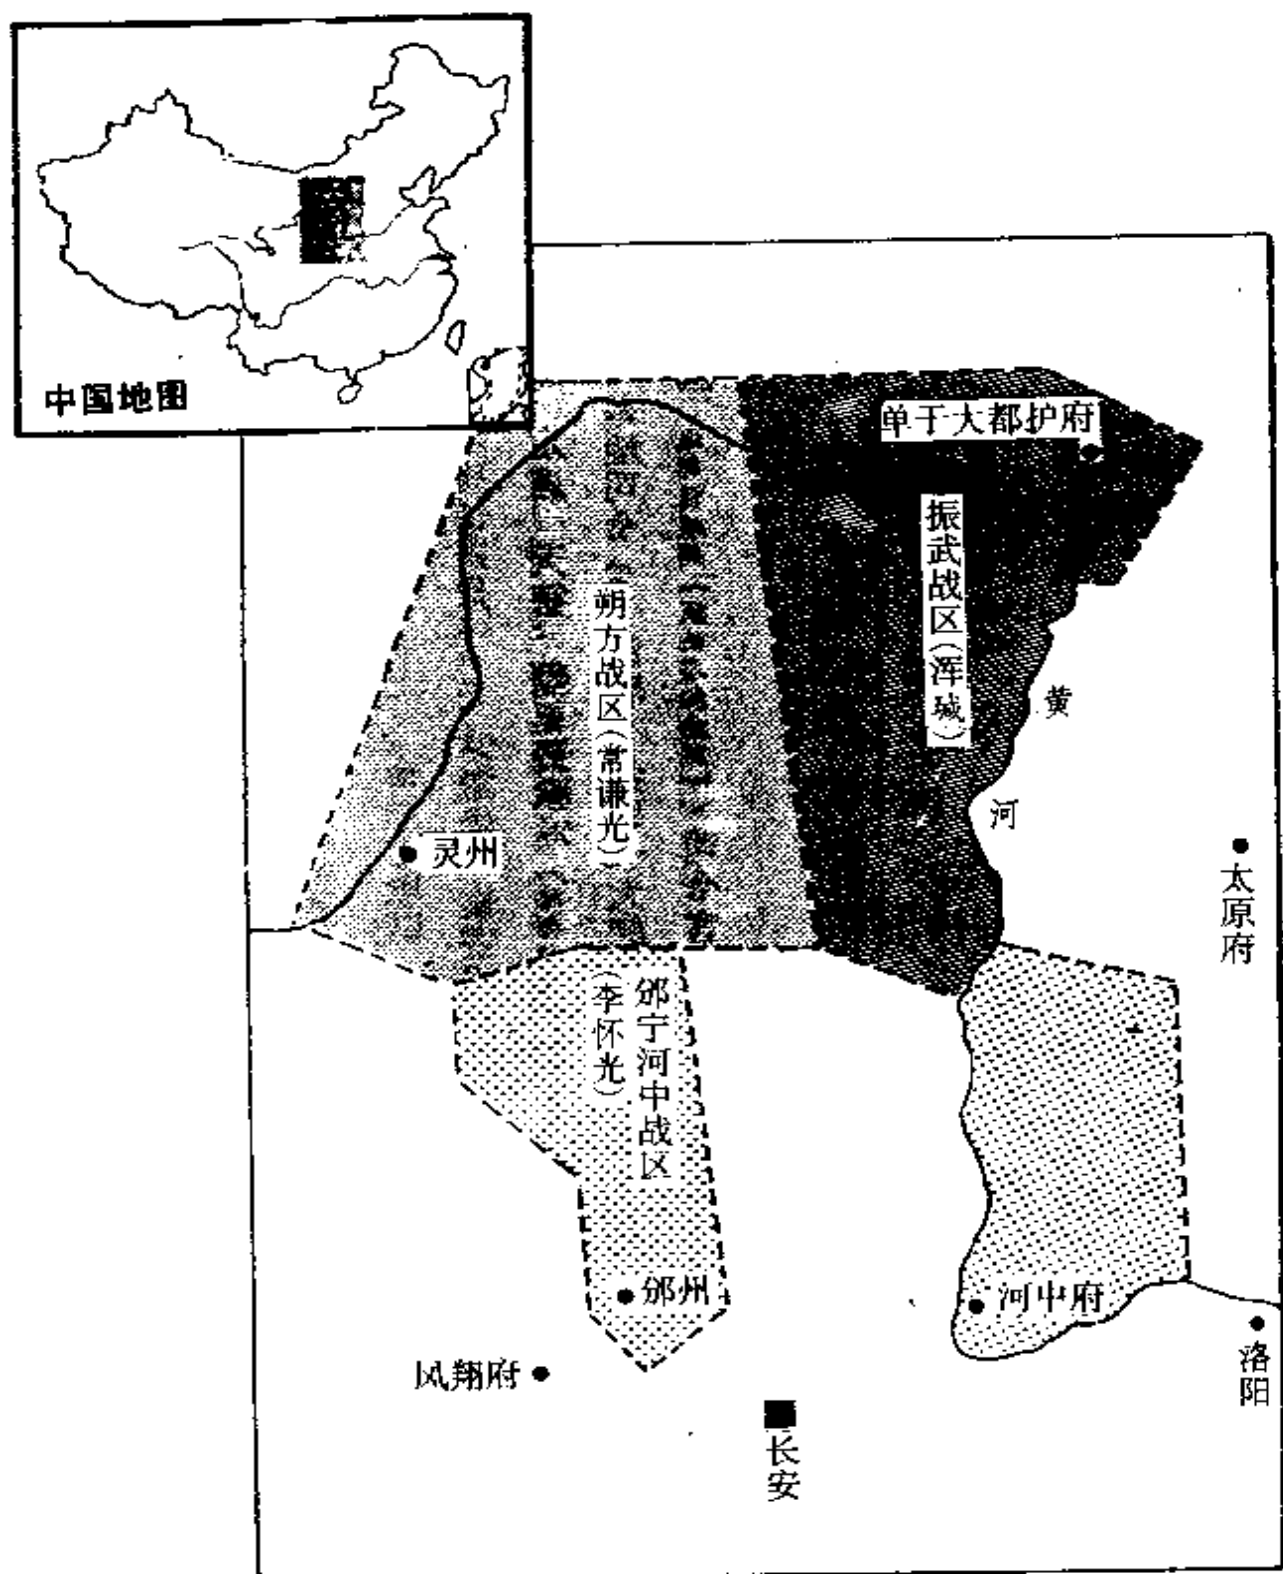 中国地图
单于大都护府
振武战区(浑瑊)
朔方战区(常谦光)
黄
河
灵州
太原府
邠宁河中战区
(李怀光)
邠州
河中府
凤翔府
洛阳
长安